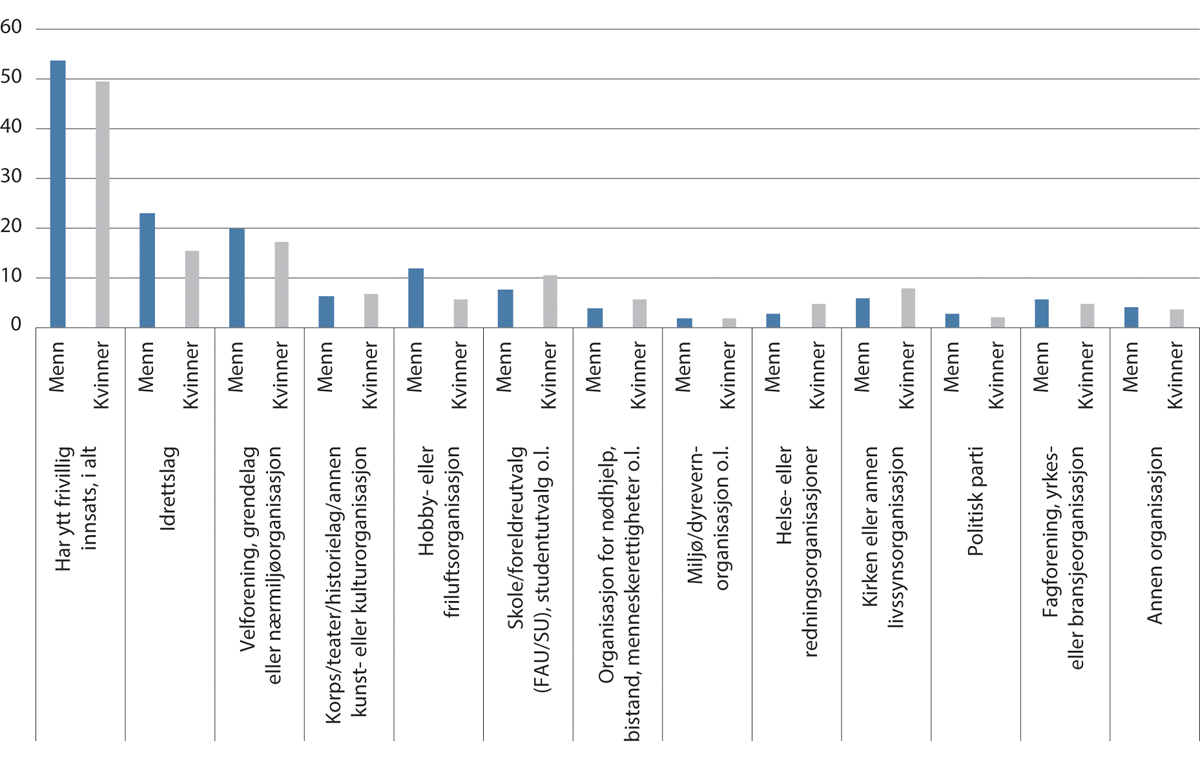 60
50
40
30
20
10
0
Menn
Kvinner
Menn
Kvinner
Menn
Kvinner
Menn
Kvinner
Menn
Kvinner
Menn
Kvinner
Menn
Kvinner
Menn
Kvinner
Menn
Kvinner
Menn
Kvinner
Menn
Kvinner
Menn
Kvinner
Menn
Kvinner
Har ytt frivillig
innsats, i alt
Idrettslag
Velforening, grendelag
eller nærmiljøorganisasjon
Korps/teater/historielag/annen
kunst- eller kulturorganisasjon
Hobby- eller
friluftsorganisasjon
Skole/foreldreutvalg
(FAU/SU), studentutvalg o.l.
Organisasjon for nødhjelp,
bistand, menneskerettigheter o.l.
Miljø/dyrevern-
organisasjon o.l.
Helse- eller
redningsorganisasjoner
Kirken eller annen
livssynsorganisasjon
Politisk parti
Fagforening, yrkes-
eller bransjeorganisasjon
Annen organisasjon